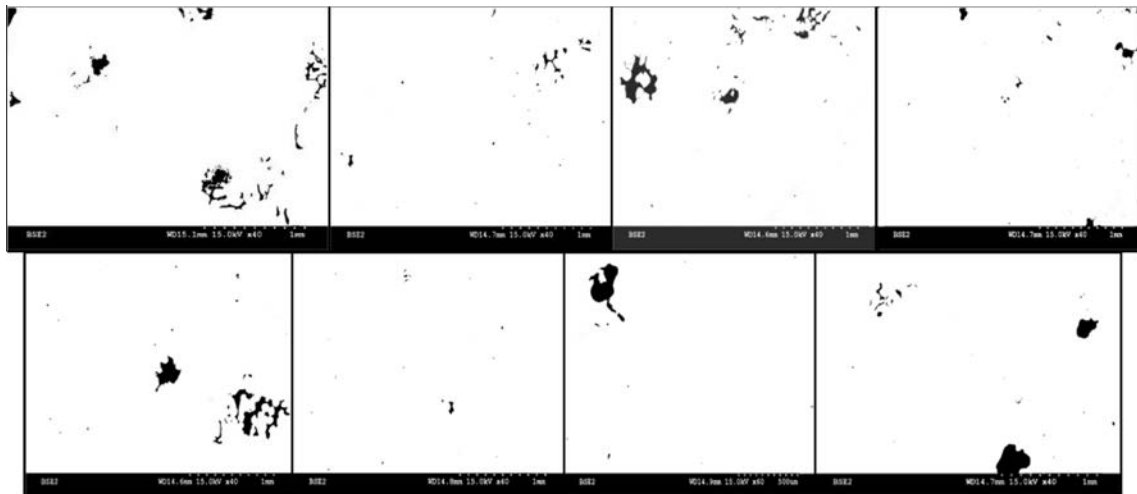 BSE2 WD15.1mm 15.0kV x40 1mm
BSE2 WD14.7mm 15.0kV x40 1mm
BSE2 WD14.6mm 15.0kV x40 1mm
BSE2 WD14.7mm 15.0kV x40 1mm
BSE2 WD14.6mm 15.0kV x40 1mm
BSE2 WD14.8mm 15.0kV x40 1mm
BSE2 WD14.9mm 15.0kV x60 500um
BSE2 WD14.7mm 15.0kV x40 1mm